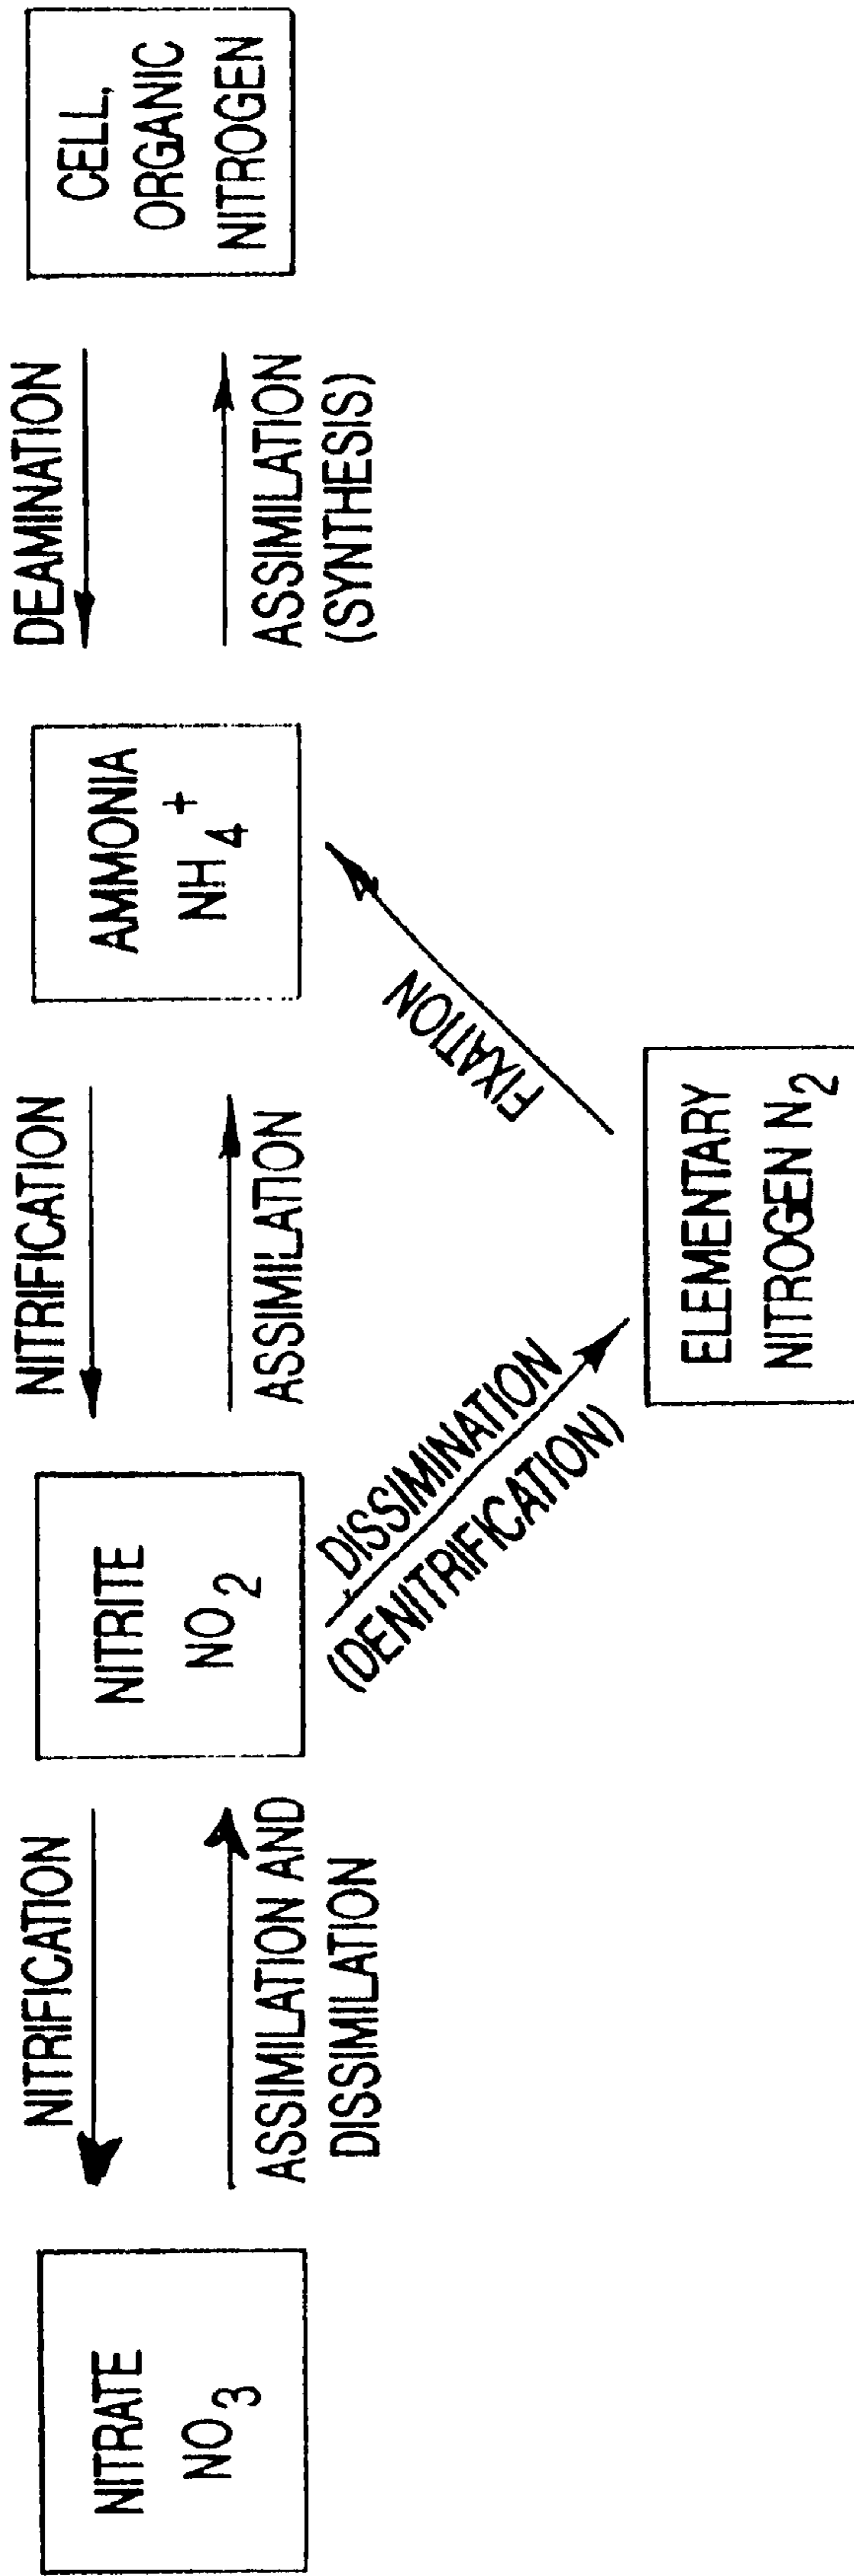 NITRATE
NO3
NITRIFICATION
ASSIMILATION AND
DISSIMILATION
NITRITE
NO2
NITRIFICATION
ASSIMILATION
AMMONIA
NH4+
DEAMINATION
ASSIMILATION
(SYNTHESIS)
CELL,
ORGANIC
NITROGEN
DISSIMINATION
(DENITRIFICATION)
FIXATION
ELEMENTARY
NITROGEN N2